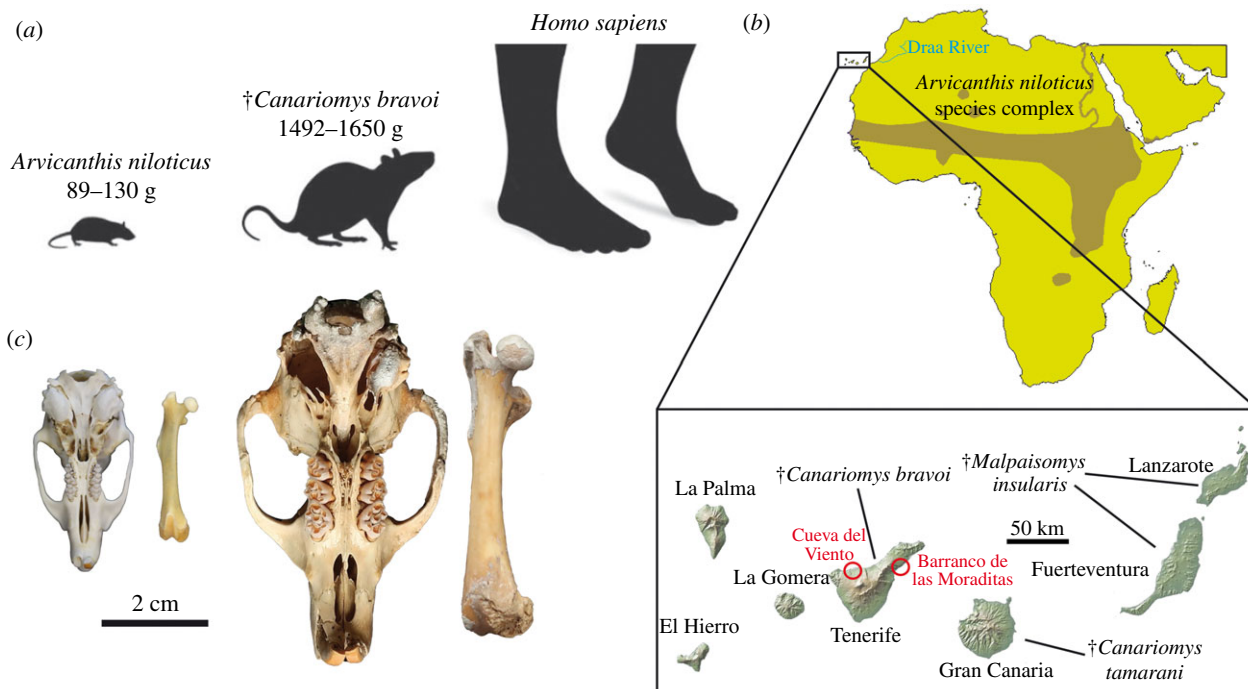 (a)
Homo sapiens
†Canariomys bravoi
1492–1650 g
Arvicanthis niloticus
89–130 g
(b)
Draa River
Arvicanthis niloticus
species complex
(c)
2 cm
La Palma
†Canariomys bravoi
†Malpaisomys
insularis
Lanzarote
50 km
Cueva del
Viento
Barranco de
las Moraditas
Fuerteventura
La Gomera
El Hierro
Tenerife
Gran Canaria
†Canariomys
tamarani